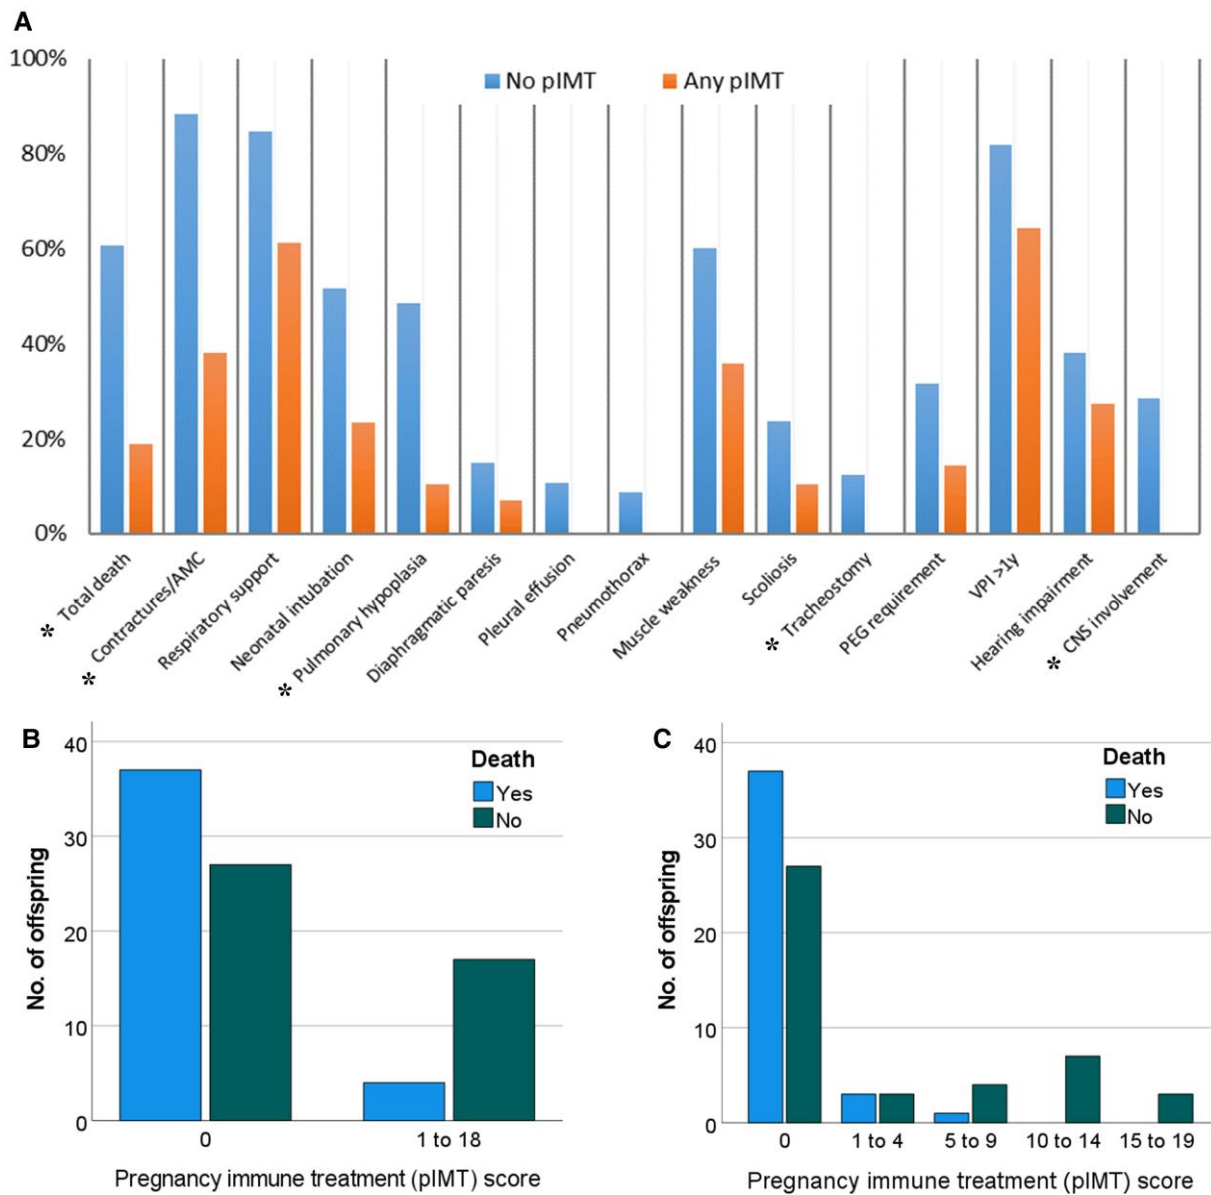 A
100%
No pIMT
Any pIMT
80%
60%
40%
20%
0%
* Total death
* Contractures/AMC
Respiratory support
Neonatal intubation
* Pulmonary hypoplasia
Diaphragmatic paresis
Pleural effusion
Pneumothorax
Muscle weakness
Scoliosis
* Tracheostomy
PEG requirement
VPI >1y
Hearing impairment
* CNS involvement
B
Death
Yes
No
No. of offspring
40
30
20
10
0
0
1 to 18
Pregnancy immune treatment (pIMT) score
C
Death
Yes
No
No. of offspring
40
30
20
10
0
0
1 to 4
5 to 9
10 to 14
15 to 19
Pregnancy immune treatment (pIMT) score